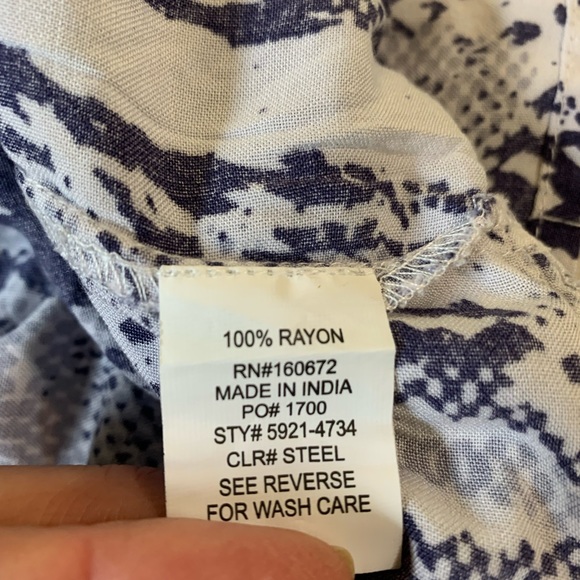 100% RAYON
RN#160672
MADE IN INDIA
PO# 1700
STY# 5921-4734
CLR# STEEL
SEE REVERSE
FOR WASH CARE